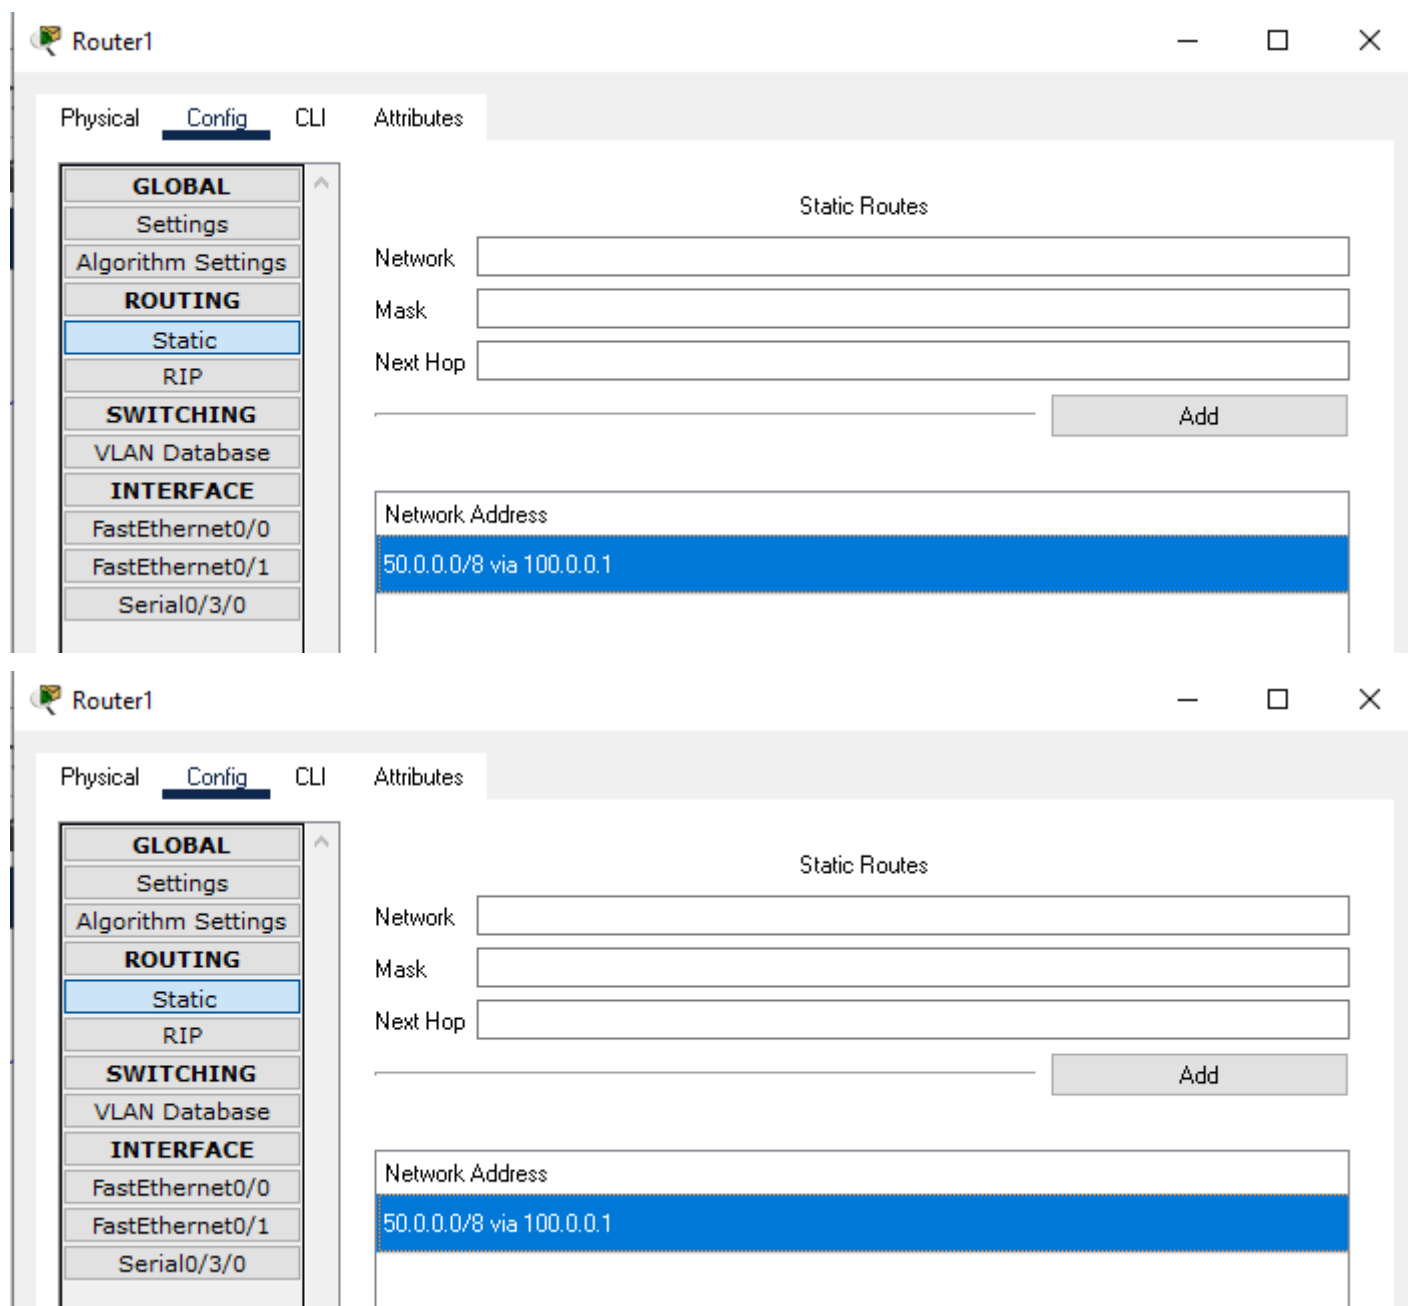 Router1
Physical Config CLI Attributes
GLOBAL
Settings
Algorithm Settings
ROUTING
Static
RIP
SWITCHING
VLAN Database
INTERFACE
FastEthernet0/0
FastEthernet0/1
Serial0/3/0
Static Routes
Network
Mask
Next Hop
Add
Network Address
50.0.0.0/8 via 100.0.0.1
Router1
Physical Config CLI Attributes
GLOBAL
Settings
Algorithm Settings
ROUTING
Static
RIP
SWITCHING
VLAN Database
INTERFACE
FastEthernet0/0
FastEthernet0/1
Serial0/3/0
Static Routes
Network
Mask
Next Hop
Add
Network Address
50.0.0.0/8 via 100.0.0.1